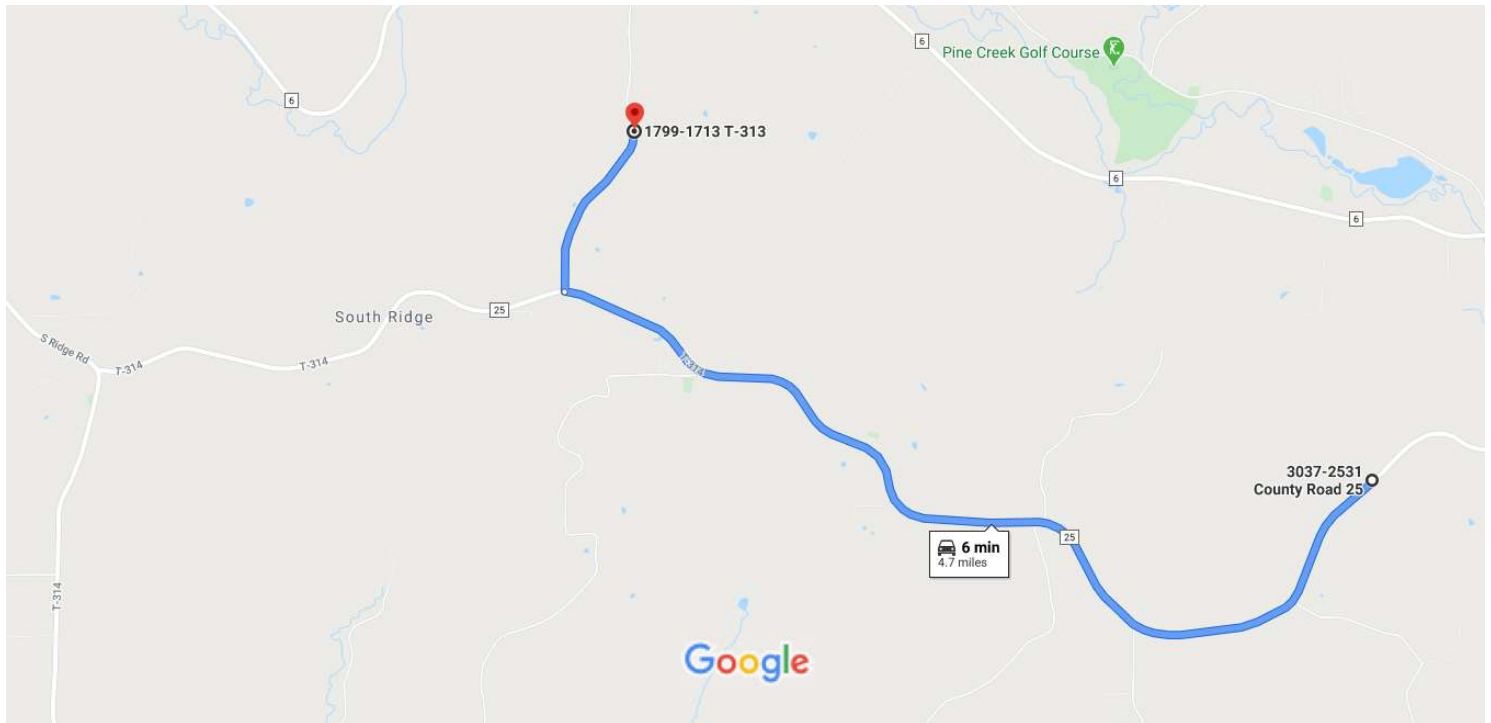 6
Pine Creek Golf Course
6
1799-1713 T-313
6
6
25
South Ridge
S Ridge Rd
T-314
T-314
T-314
3037-2531
County Road 25
25
6 min
4.7 miles
T-314
Google